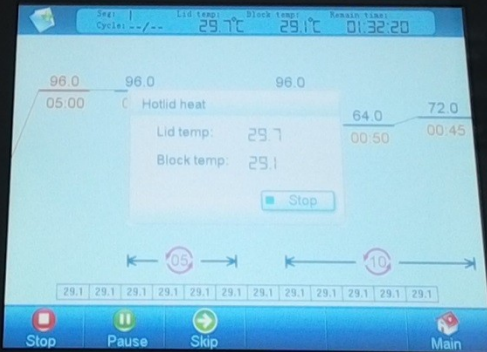 Seg: 1 Lid temp: Block temp: Remain time:
Cycle: --/-- 29.7℃ 29.1℃ 01:32:20
96.0 96.0 96.0
05:00
64.0 72.0
00:50 00:45
Hotlid heat
Lid temp: 29.7
Block temp: 29.1
Stop
05 10
29.1 29.1 29.1 29.1 29.1 29.1 29.1 29.1 29.1 29.1 29.1 29.1
Stop Pause Skip Main